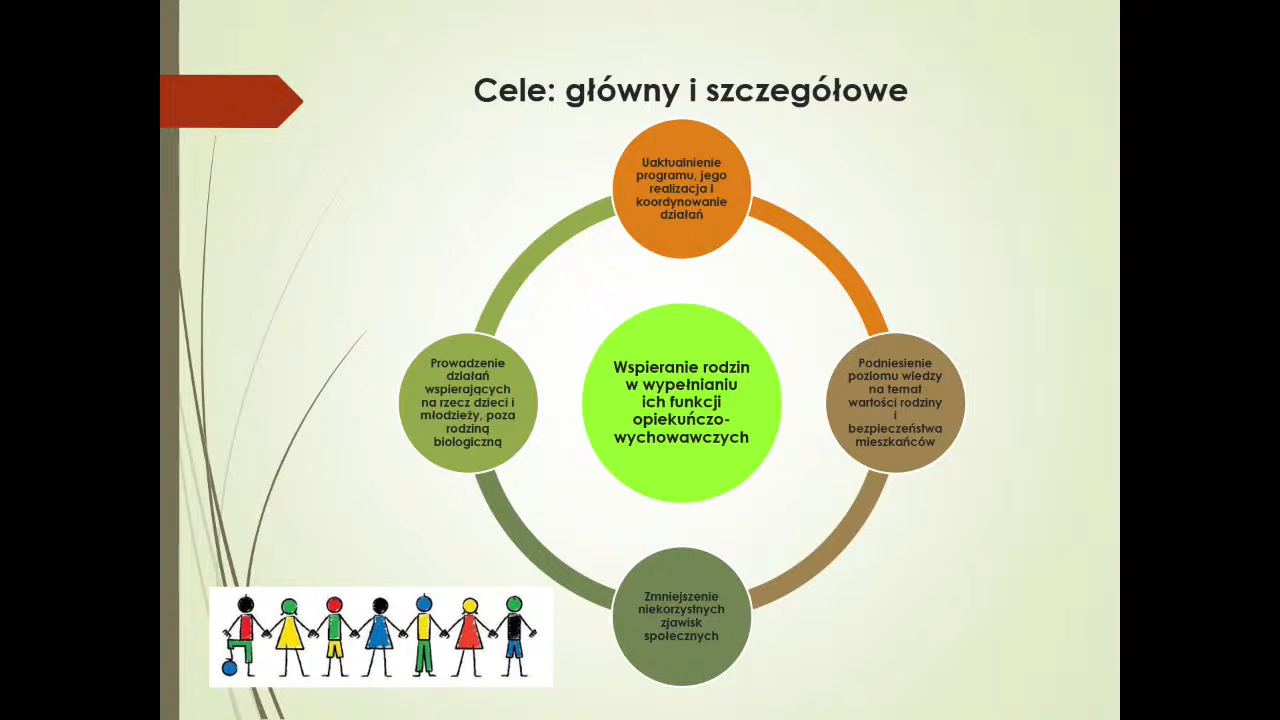 Cele: główny i szczegółowe
Uaktualnienie
programu, jego
realizacja i
koordynowanie
działań
Wspieranie rodzin
w wypełnianiu
ich funkcji
opiekuńczo-
wychowawczych
Podniesienie
poziomu wiedzy
na temat
wartości rodziny
i
bezpieczeństwa
mieszkańców
Zmniejszenie
niekorzystnych
zjawisk
społecznych
Prowadzenie
działań
wspierających
na rzecz dzieci i
młodzieży, poza
rodziną
biologiczną